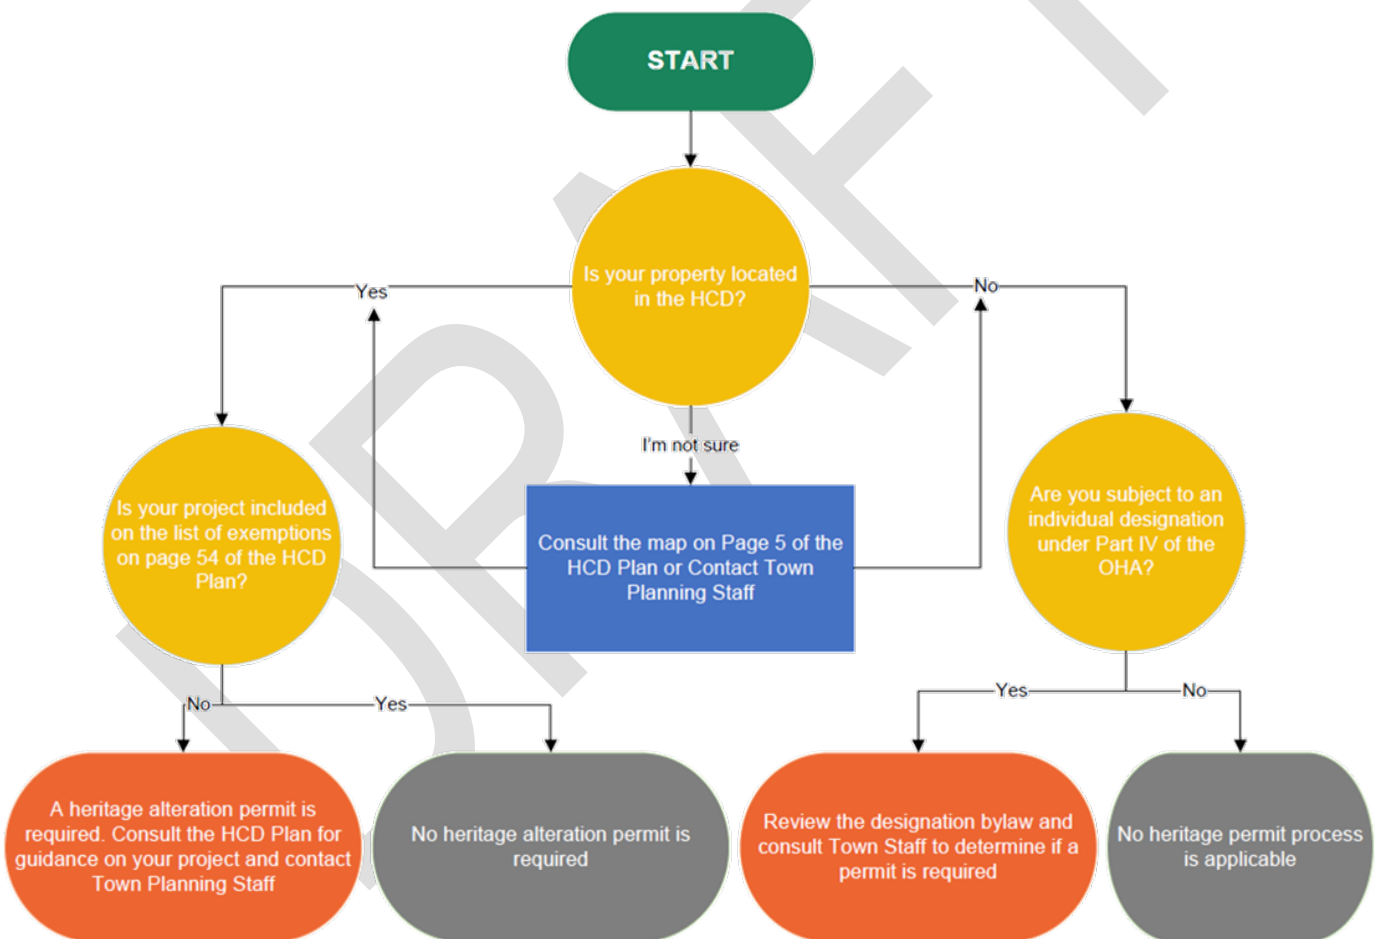 START
Is your property located
in the HCD?
Yes
No
I'm not sure
Is your project included
on the list of exemptions
on page 54 of the HCD
Plan?
Consult the map on Page 5 of the
HCD Plan or Contact Town
Planning Staff
Are you subject to an
individual designation
under Part IV of the
OHA?
No
Yes
Yes
No
A heritage alteration permit is
required. Consult the HCD Plan for
guidance on your project and contact
Town Planning Staff
No heritage alteration permit is
required
Review the designation bylaw and
consult Town Staff to determine if a
permit is required
No heritage permit process
is applicable
DRAFT